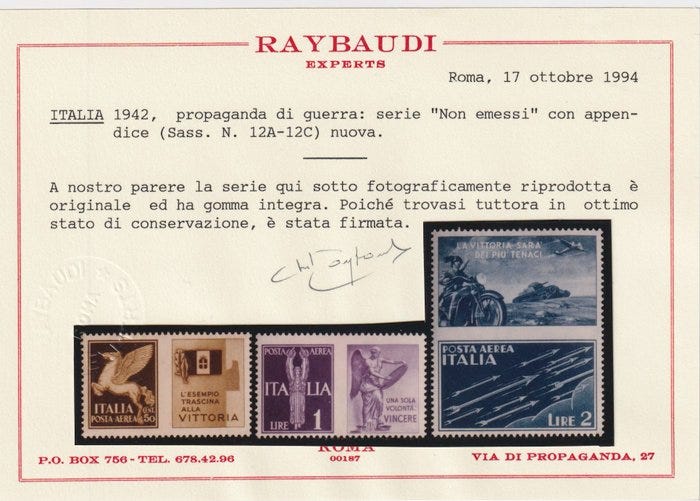 RAYBAUDI
EXPERTS
Roma, 17 ottobre 1994
ITALIA 1942, propaganda di guerra: serie "Non emessi" con appen-
dice (Sass. N. 12A-12C) nuova.
A nostro parere la serie qui sotto fotograficamente riprodotta è
originale ed ha gomma integra. Poiché trovasi tuttora in ottimo
stato di conservazione, è stata firmata.
LA VITTORIA SARÀ
DEI PIÙ TENACI
POSTA AEREA
ITALIA
LIRE 2
ITALIA
POSTA AEREA
CENT.
50
L'ESEMPIO
TRASCINA
ALLA
VITTORIA
POSTA AEREA
ITALIA
LIRE 1
UNA SOLA
VOLONTÀ
VINCERE
ROMA
00187
P.O. BOX 756 - TEL. 678.42.96
VIA DI PROPAGANDA, 27